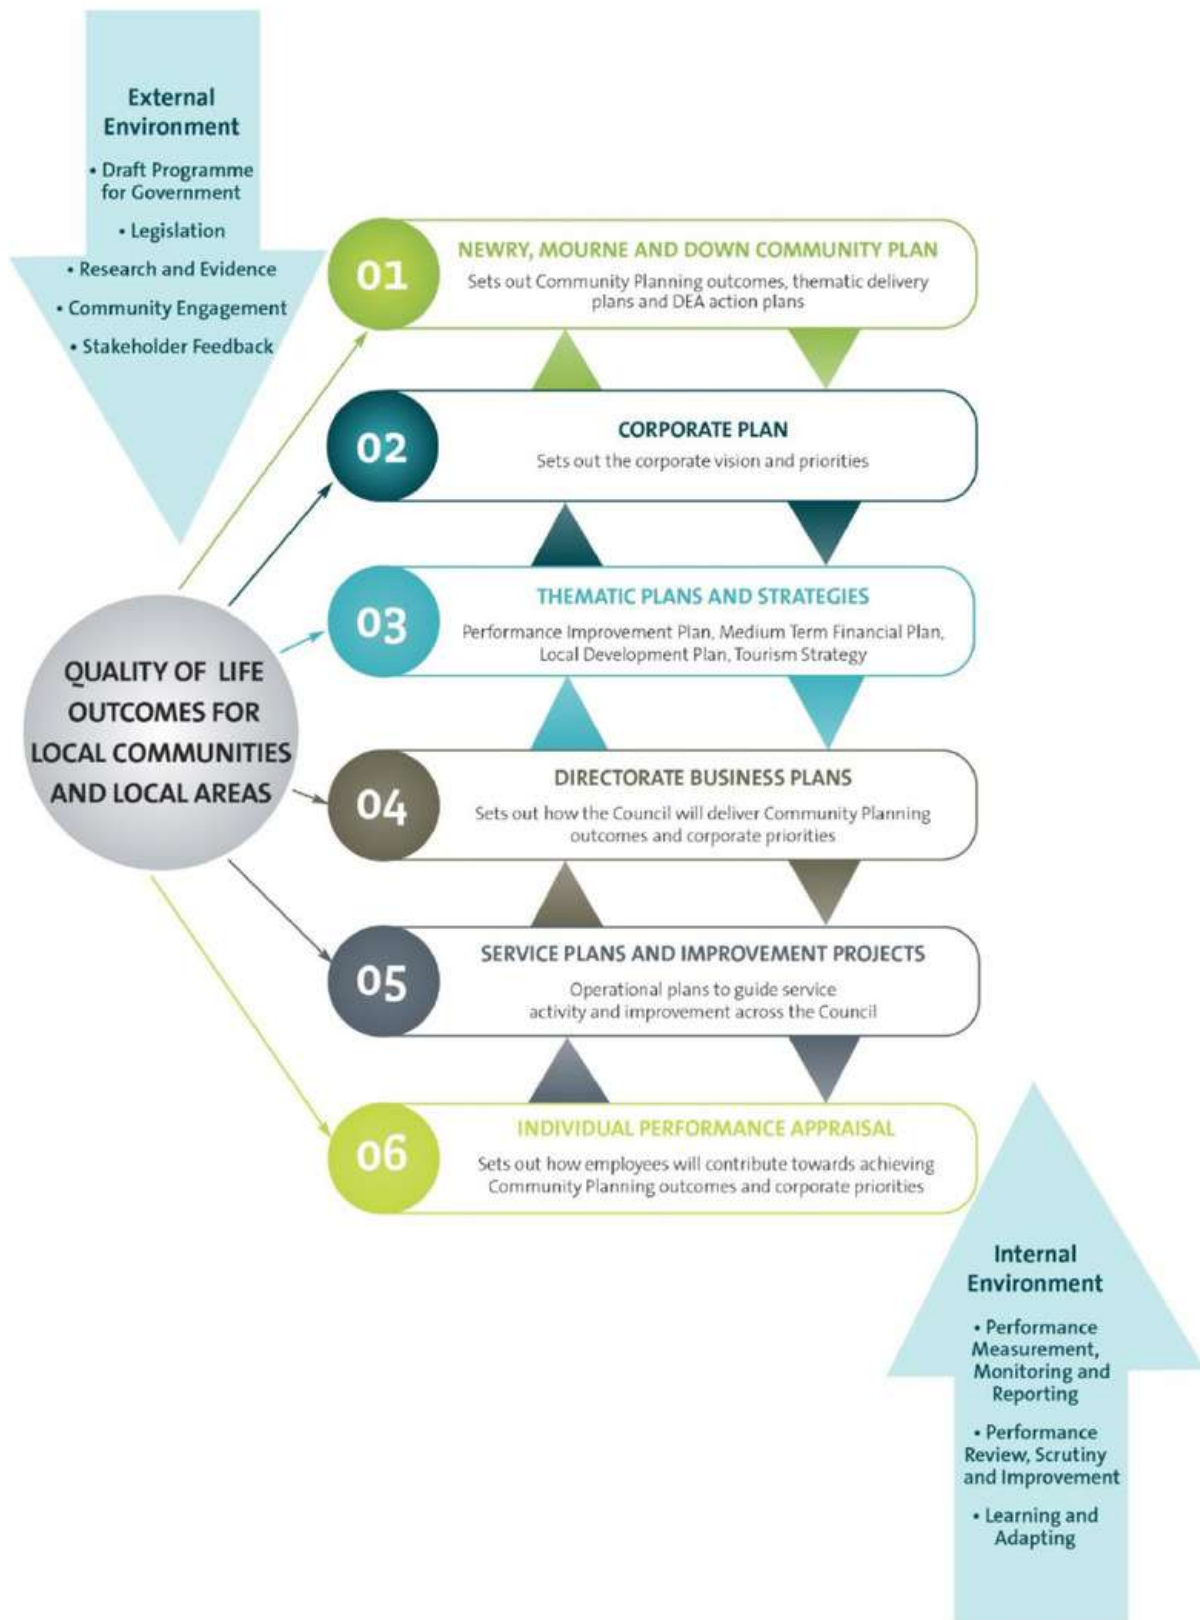 External
Environment
• Draft Programme
for Government
• Legislation
• Research and Evidence
• Community Engagement
• Stakeholder Feedback
01
NEWRY, MOURNE AND DOWN COMMUNITY PLAN
Sets out Community Planning outcomes, thematic delivery
plans and DEA action plans
02
CORPORATE PLAN
Sets out the corporate vision and priorities
03
THEMATIC PLANS AND STRATEGIES
Performance Improvement Plan, Medium Term Financial Plan,
Local Development Plan, Tourism Strategy
QUALITY OF LIFE
OUTCOMES FOR
LOCAL COMMUNITIES
AND LOCAL AREAS
04
DIRECTORATE BUSINESS PLANS
Sets out how the Council will deliver Community Planning
outcomes and corporate priorities
05
SERVICE PLANS AND IMPROVEMENT PROJECTS
Operational plans to guide service
activity and improvement across the Council
06
INDIVIDUAL PERFORMANCE APPRAISAL
Sets out how employees will contribute towards achieving
Community Planning outcomes and corporate priorities
Internal
Environment
• Performance
Measurement,
Monitoring and
Reporting
• Performance
Review, Scrutiny
and Improvement
• Learning and
Adapting